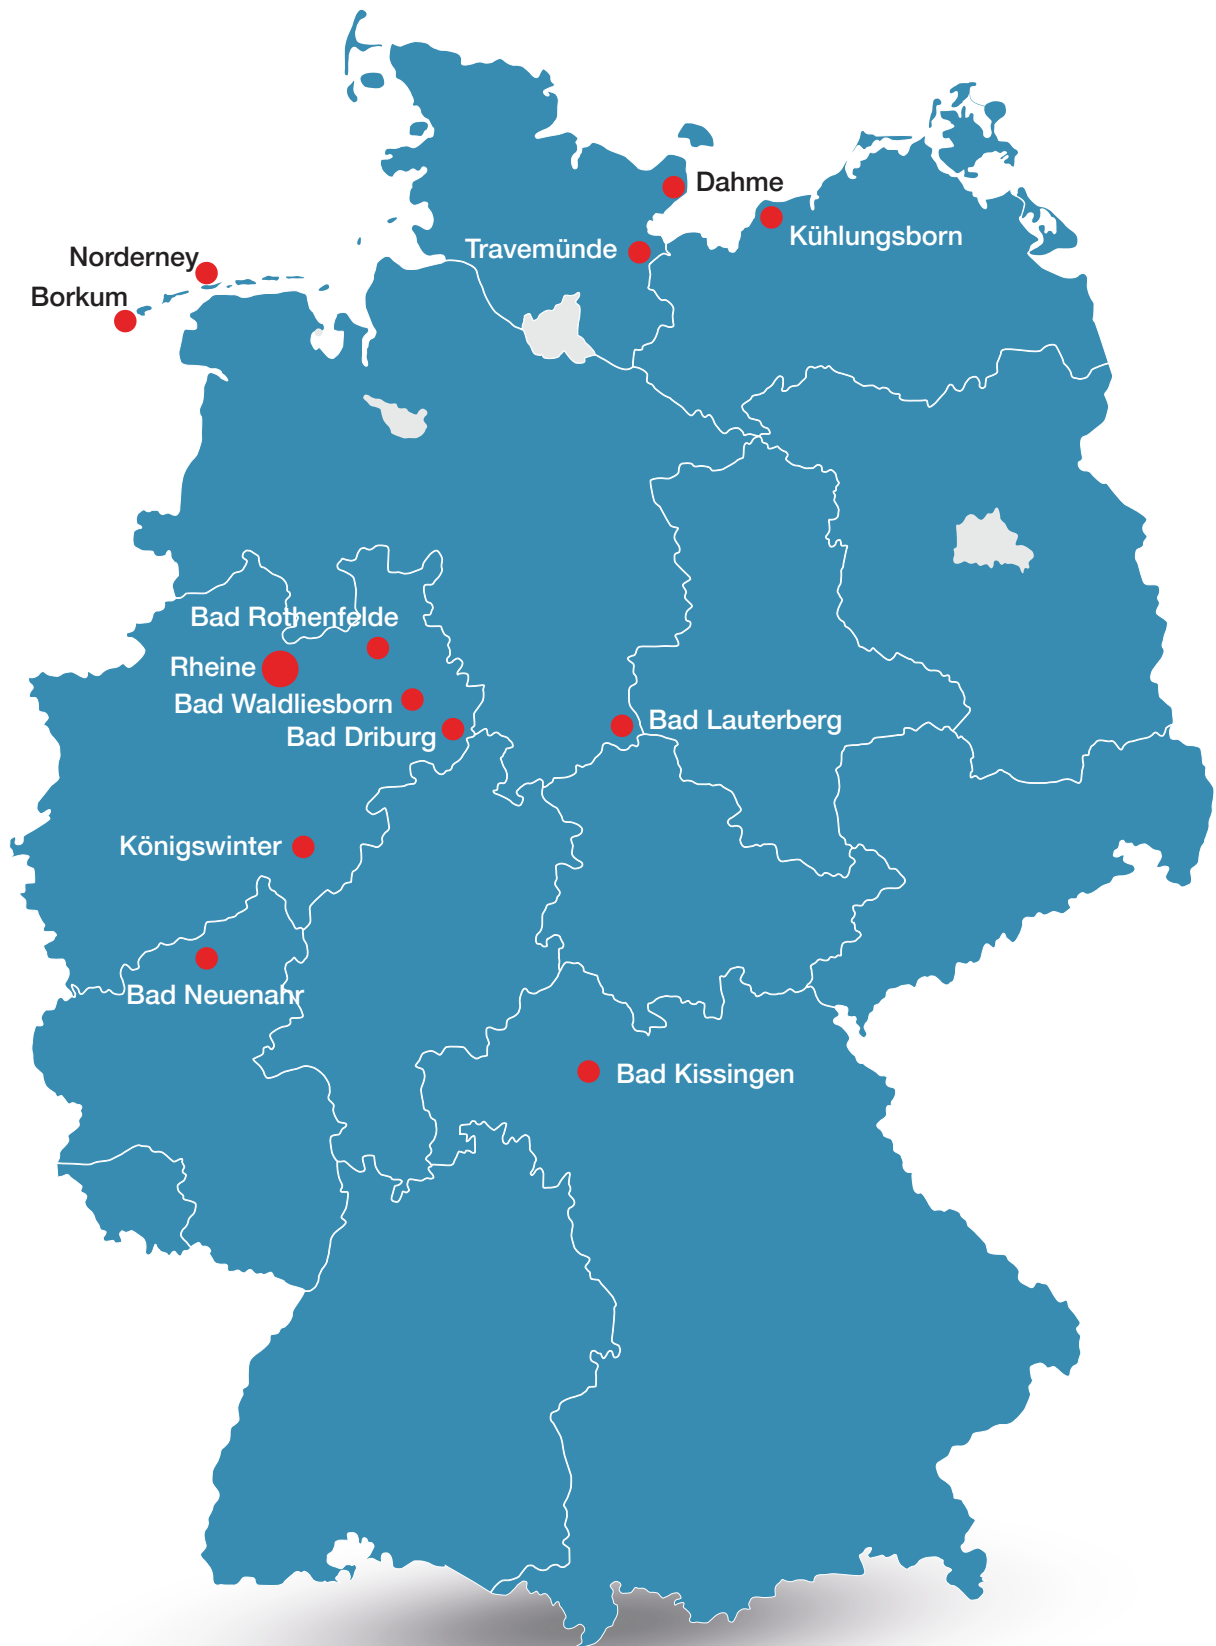 Dahme
Kühlungsborn
Travemünde
Norderney
Borkum
Bad Rothenfelde
Rheine
Bad Waldliesborn
Bad Driburg
Bad Lauterberg
Königswinter
Bad Neuenahr
Bad Kissingen